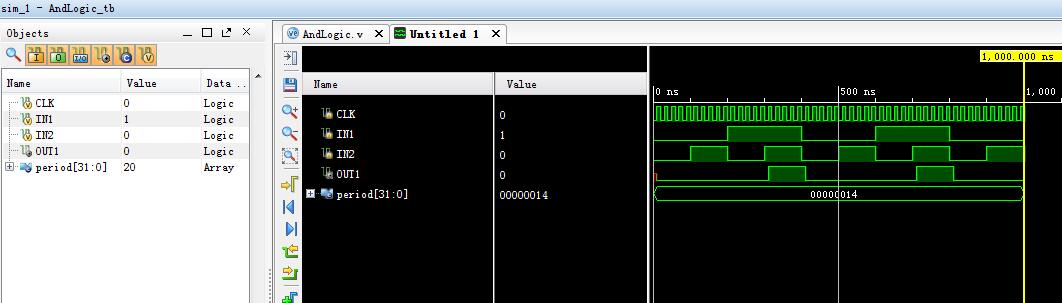 sim_1 - AndLogic_tb
Objects
Name Value Data ..
CLK 0 Logic
IN1 1 Logic
IN2 0 Logic
OUT1 0 Logic
period[31:0] 20 Array
AndLogic.v Untitled 1
Name Value
CLK 0
IN1 1
IN2 0
OUT1 0
period[31:0] 00000014
1,000.000 ns
0 ns 500 ns 1,000
00000014